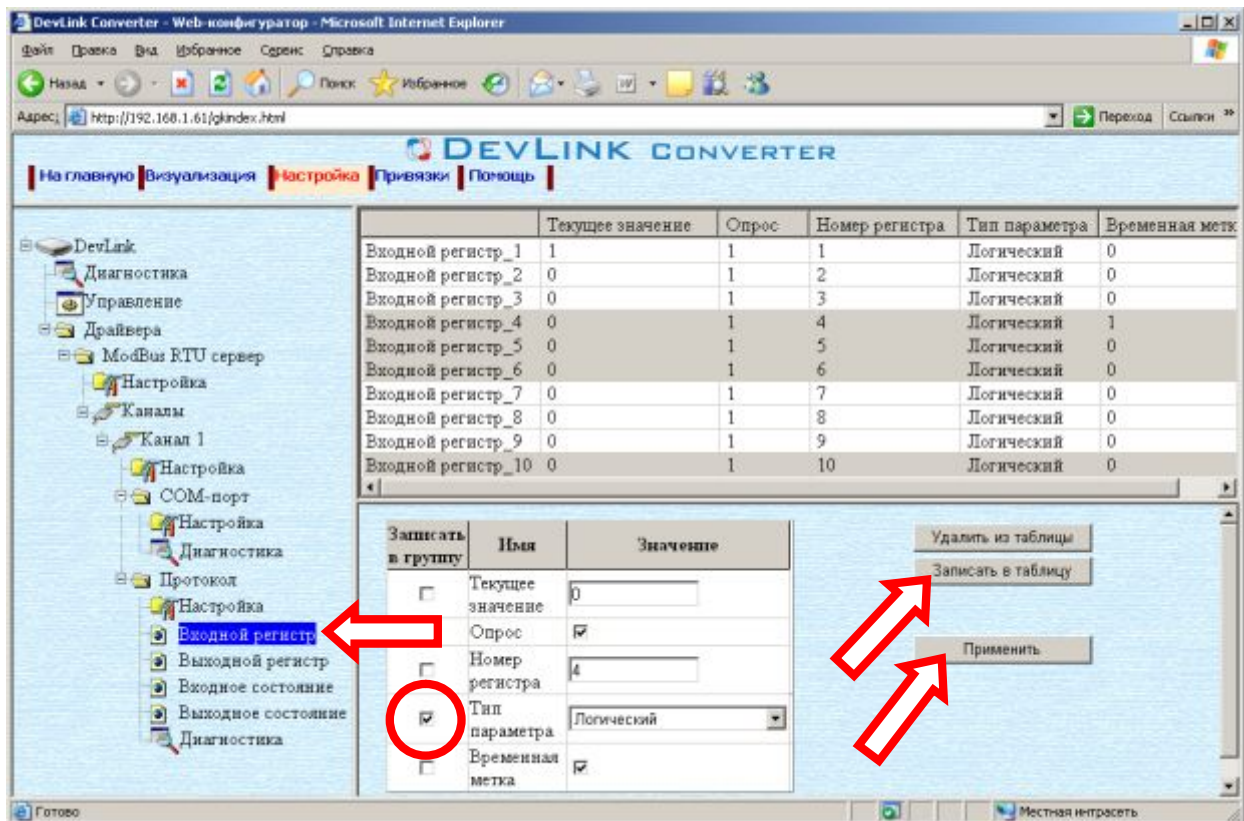 DevLink Converter - Web-конфигуратор - Microsoft Internet Explorer
Файл Правка Вид Избранное Сервис Справка
Назад Поиск Избранное
Адрес: http://192.168.1.61/gkindex.html Переход Ссылки »
DEVLINK CONVERTER
На главную Визуализация Настройка Привязки Помощь
DevLink
Диагностика
Управление
Драйвера
ModBus RTU сервер
Настройка
Каналы
Канал 1
Настройка
COM-порт
Настройка
Диагностика
Протокол
Настройка
Входной регистр
Выходной регистр
Входное состояние
Выходное состояние
Диагностика
Текущее значение Опрос Номер регистра Тип параметра Временная метк
Входной регистр_1 1 1 1 Логический 0
Входной регистр_2 0 1 2 Логический 0
Входной регистр_3 0 1 3 Логический 0
Входной регистр_4 0 1 4 Логический 1
Входной регистр_5 0 1 5 Логический 0
Входной регистр_6 0 1 6 Логический 0
Входной регистр_7 0 1 7 Логический 0
Входной регистр_8 0 1 8 Логический 0
Входной регистр_9 0 1 9 Логический 0
Входной регистр_10 0 1 10 Логический 0
Записать в группу Имя Значение
Текущее значение 0
Опрос
Номер регистра 4
Тип параметра Логический
Временная метка
Удалить из таблицы
Записать в таблицу
Применить
Готово Местная интрасеть